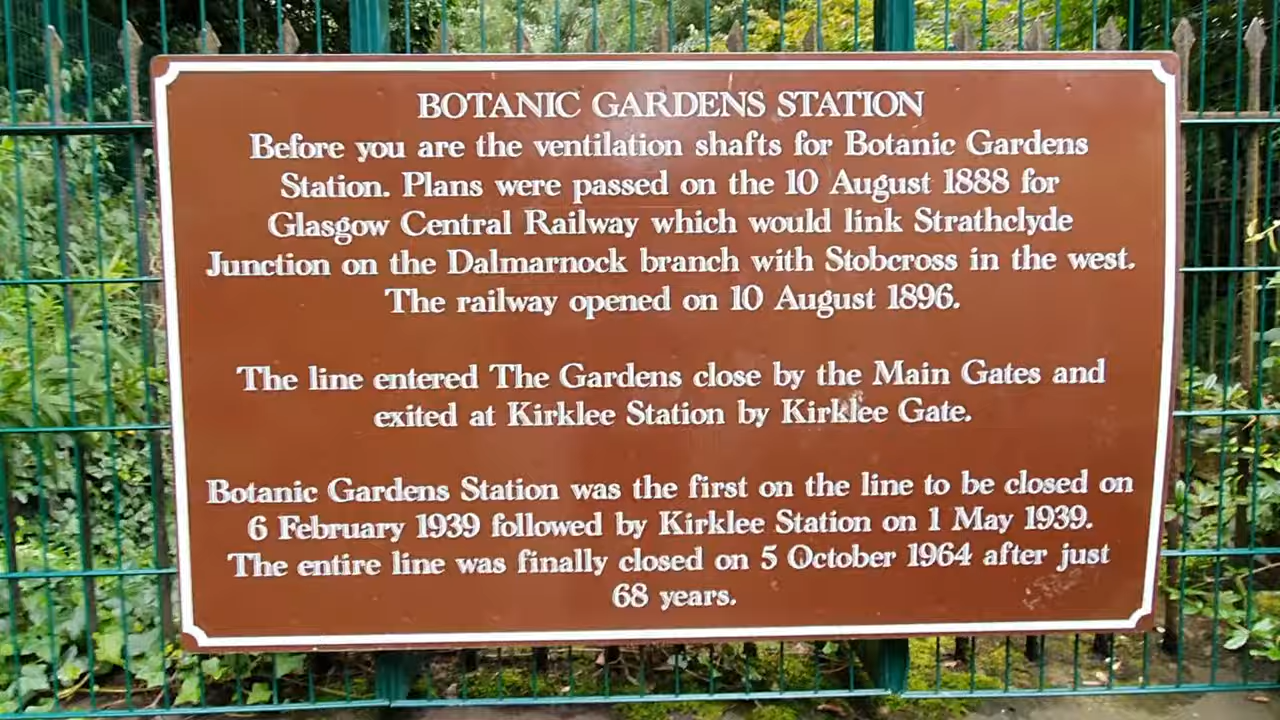 BOTANIC GARDENS STATION
Before you are the ventilation shafts for Botanic Gardens
Station. Plans were passed on the 10 August 1888 for
Glasgow Central Railway which would link Strathclyde
Junction on the Dalmarnock branch with Stobcross in the west.
The railway opened on 10 August 1896.
The line entered The Gardens close by the Main Gates and
exited at Kirklee Station by Kirklee Gate.
Botanic Gardens Station was the first on the line to be closed on
6 February 1939 followed by Kirklee Station on 1 May 1939.
The entire line was finally closed on 5 October 1964 after just
68 years.